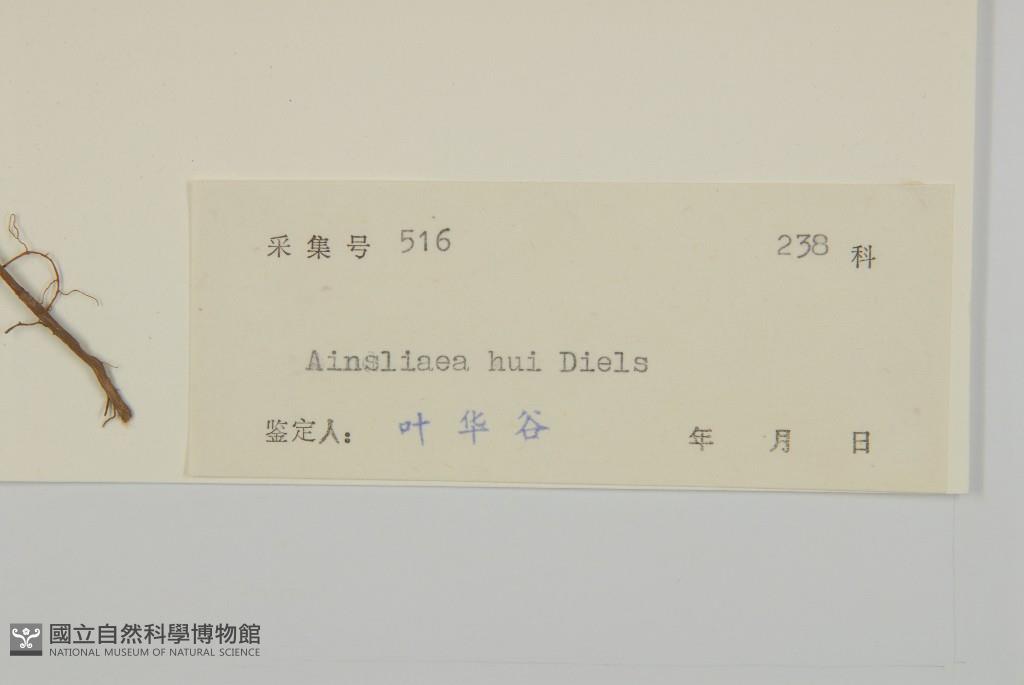 采集号 516 238 科
Ainsliaea hui Diels
鉴定人： 叶华谷 年 月 日
國立自然科學博物館
NATIONAL MUSEUM OF NATURAL SCIENCE